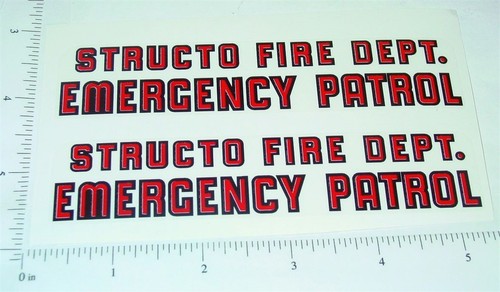 STRUCTO FIRE DEPT.
EMERGENCY PATROL
STRUCTO FIRE DEPT.
EMERGENCY PATROL
3
4
5
0 in 1 2 3 4 5